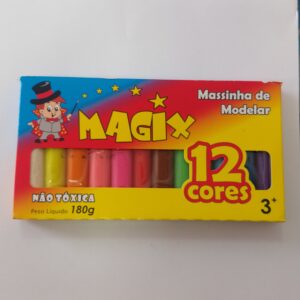 Massinha de
Modelar
MAGIX
12
cores
NÃO TÓXICA
Peso Líquido 180g
3+